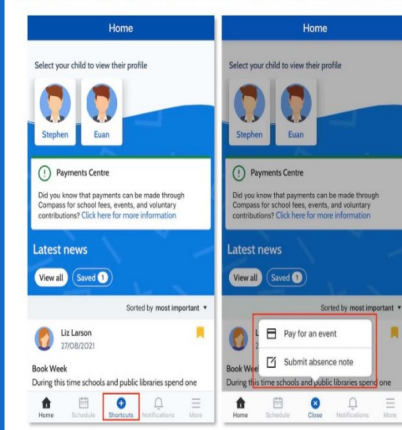 Home
Select your child to view their profile
Stephen Euan
Payments Centre
Did you know that payments can be made through
Compass for school fees, events, and voluntary
contributions? Click here for more information
Latest news
View all Saved 1
Sorted by most important
Liz Larson
27/08/2021
Book Week
During this time schools and public libraries spend one
Home Schedule Shortcuts Notifications More
Home
Select your child to view their profile
Stephen Euan
Payments Centre
Did you know that payments can be made through
Compass for school fees, events, and voluntary
contributions? Click here for more information
Latest news
View all Saved 1
Sorted by most important
L
2
Pay for an event
Submit absence note
Book Week
During this time schools and public libraries spend one
Home Schedule Close Notifications More